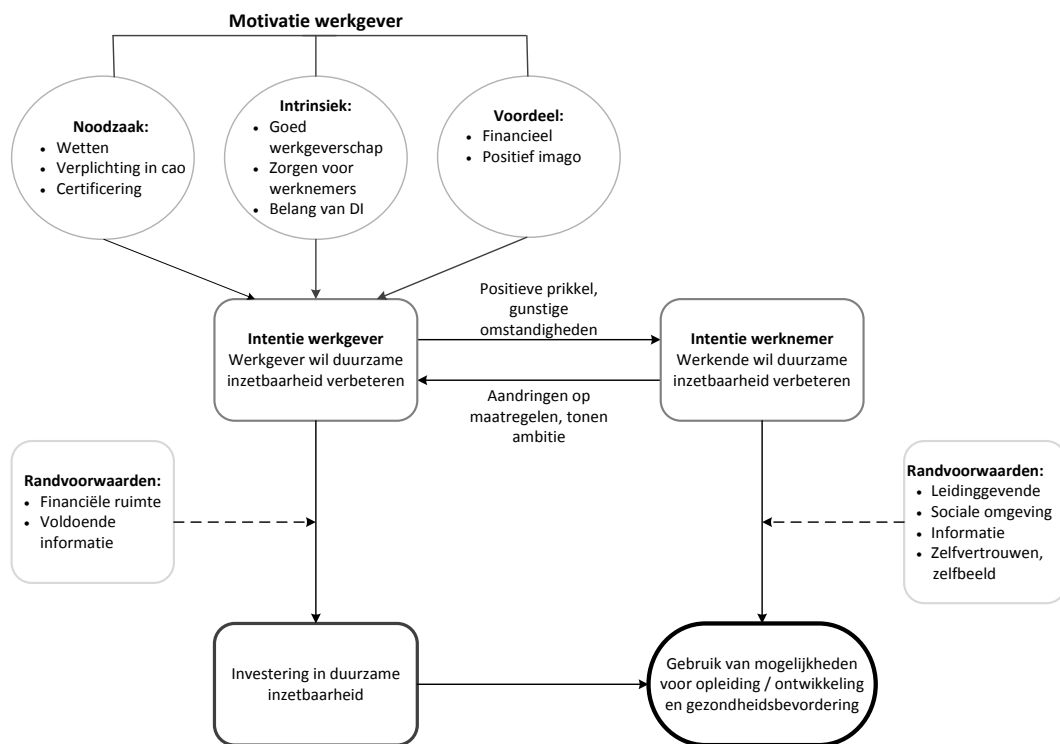 Motivatie werkgever
Noodzaak:
• Wetten
• Verplichting in cao
• Certificering
Intrinsiek:
• Goed
werkgeverschap
• Zorgen voor
werknemers
• Belang van DI
Voordeel:
• Financieel
• Positief imago
Positieve prikkel,
gunstige
omstandigheden
Intentie werkgever
Werkgever wil duurzame
inzetbaarheid verbeteren
Intentie werknemer
Werkende wil duurzame
inzetbaarheid verbeteren
Aandringen op
maatregelen, tonen
ambitie
Randvoorwaarden:
• Financiële ruimte
• Voldoende
informatie
Randvoorwaarden:
• Leidinggevende
• Sociale omgeving
• Informatie
• Zelfvertrouwen,
zelfbeeld
Investering in duurzame
inzetbaarheid
Gebruik van mogelijkheden
voor opleiding / ontwikkeling
en gezondheidsbevordering